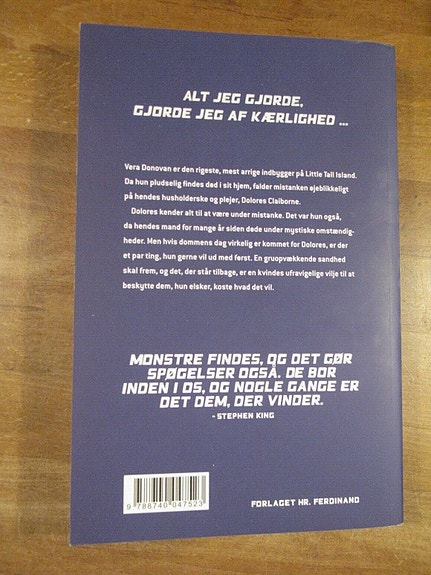 ALT JEG GJORDE,
GJORDE JEG AF KÆRLIGHED ...
Vera Donovan er den rigeste, mest arrige indbygger på Little Tall Island.
Da hun pludselig findes død i sit hjem, falder mistanken øjeblikkeligt
på hendes husholderske og plejer, Dolores Claiborne.
Dolores kender alt til at være under mistanke. Det var hun også,
da hendes mand for mange år siden døde under mystiske omstændig-
heder. Men hvis dommens dag virkelig er kommet for Dolores, er der
et par ting, hun gerne vil ud med først. En gruopvækkende sandhed
skal frem, og det, der står tilbage, er en kvindes ufravigelige vilje til at
beskytte dem, hun elsker, koste hvad det vil.
MONSTRE FINDES, OG DET GØR
SPØGELSER OGSÅ. DE BOR
INDEN I OS, OG NOGLE GANGE ER
DET DEM, DER VINDER.
- STEPHEN KING
9 788740 047523
FORLAGET HR. FERDINAND